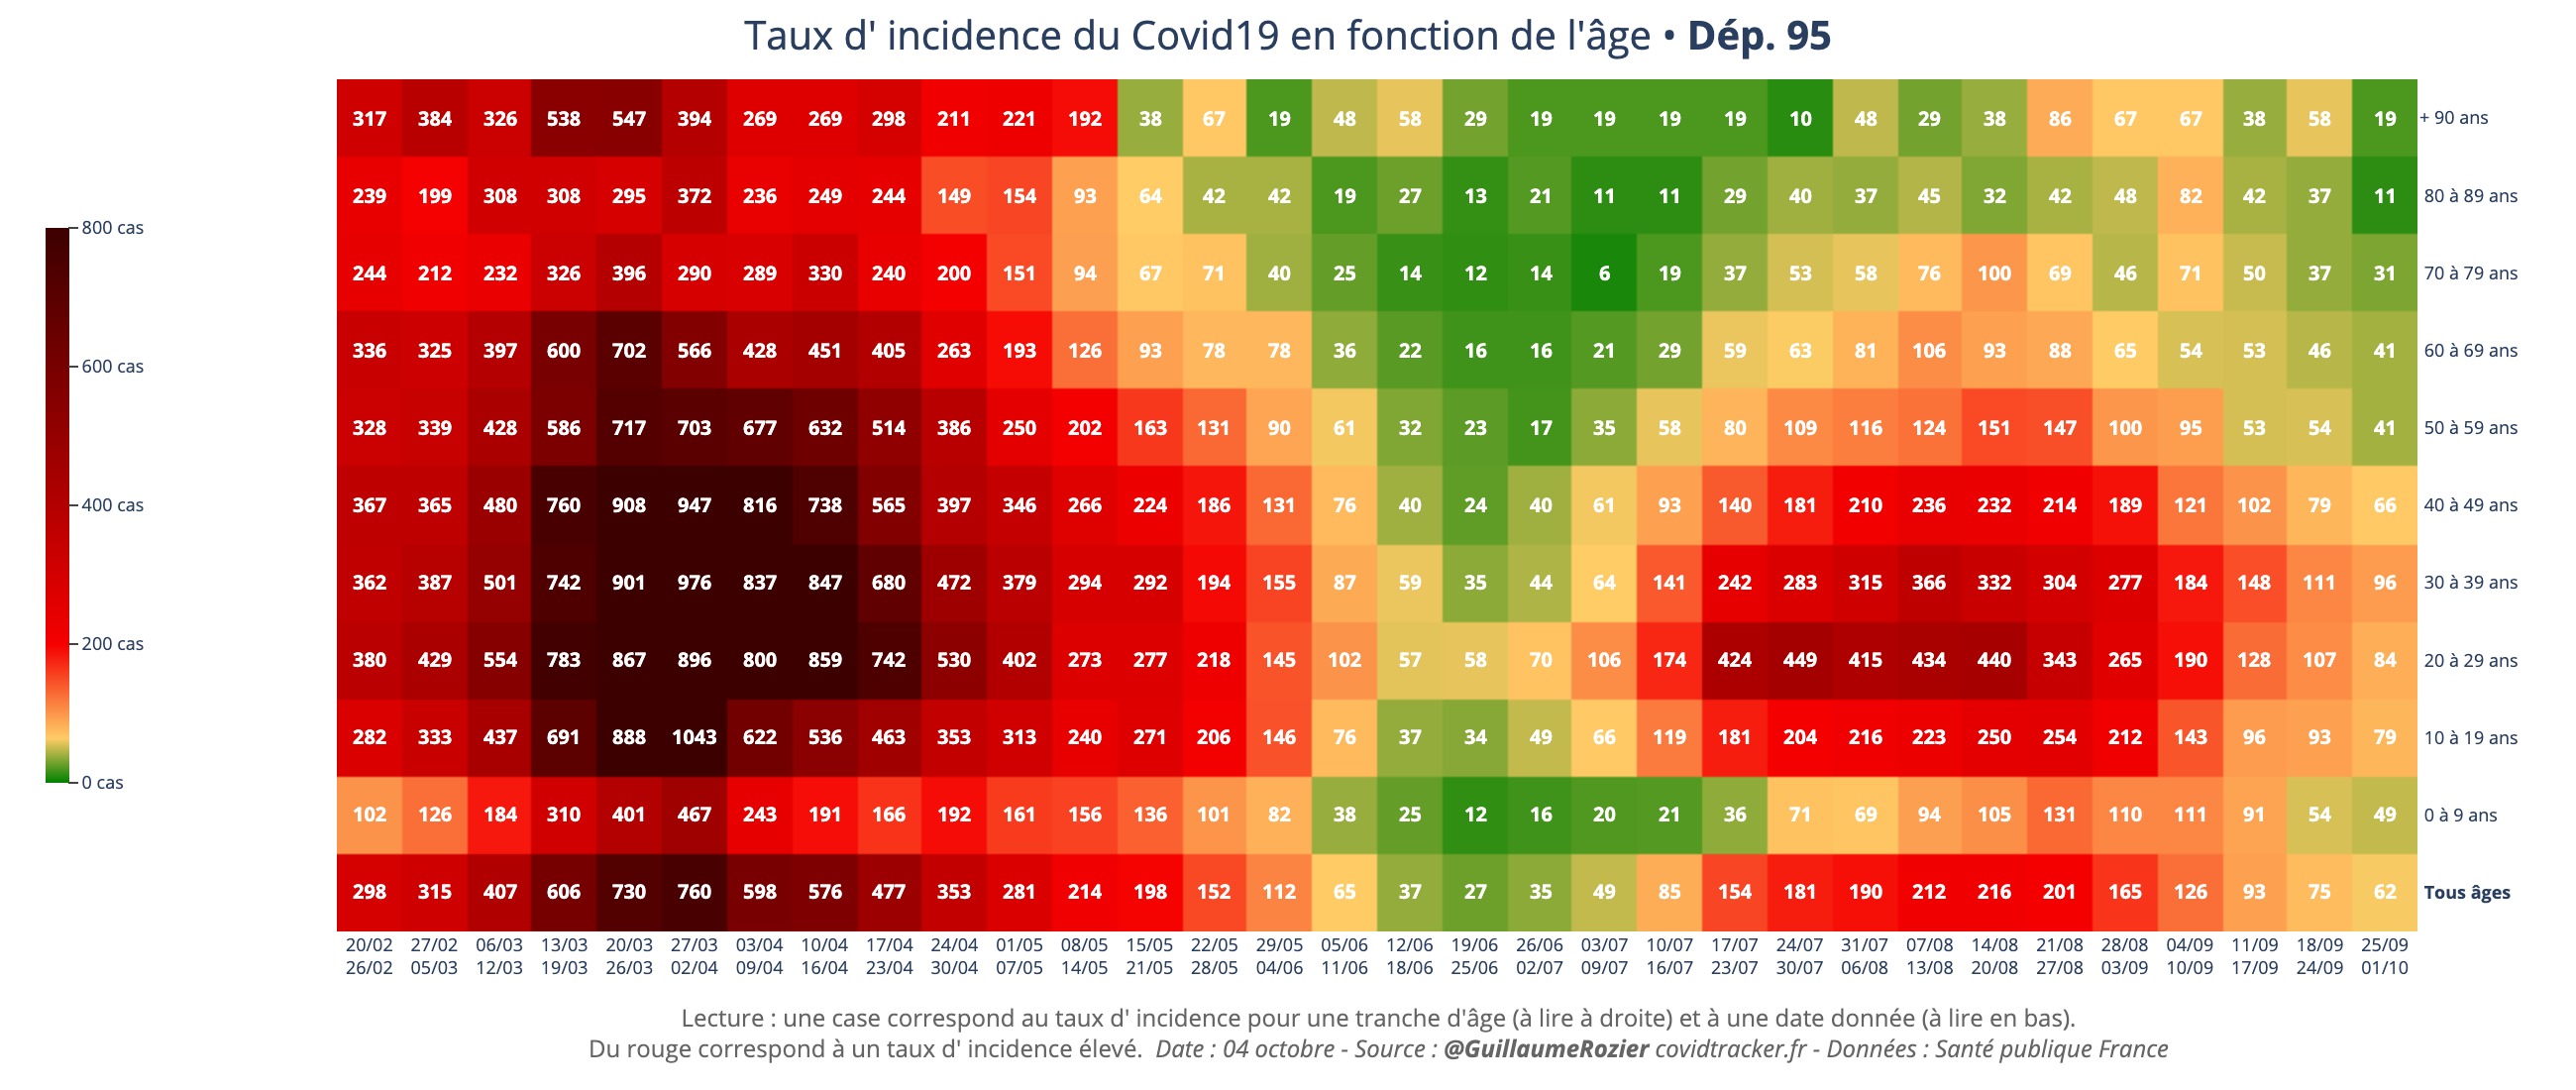 Taux d' incidence du Covid19 en fonction de l'âge • Dép. 95
317 384 326 538 547 394 269 269 298 211 221 192 38 67 19 48 58 29 19 19 19 19 10 48 29 38 86 67 67 38 58 19 + 90 ans
239 199 308 308 295 372 236 249 244 149 154 93 64 42 42 19 27 13 21 11 11 29 40 37 45 32 42 48 82 42 37 11 80 à 89 ans
800 cas
244 212 232 326 396 290 289 330 240 200 151 94 67 71 40 25 14 12 14 6 19 37 53 58 76 100 69 46 71 50 37 31 70 à 79 ans
336 325 397 600 702 566 428 451 405 263 193 126 93 78 78 36 22 16 16 21 29 59 63 81 106 93 88 65 54 53 46 41 60 à 69 ans
600 cas
328 339 428 586 717 703 677 632 514 386 250 202 163 131 90 61 32 23 17 35 58 80 109 116 124 151 147 100 95 53 54 41 50 à 59 ans
400 cas
367 365 480 760 908 947 816 738 565 397 346 266 224 186 131 76 40 24 40 61 93 140 181 210 236 232 214 189 121 102 79 66 40 à 49 ans
362 387 501 742 901 976 837 847 680 472 379 294 292 194 155 87 59 35 44 64 141 242 283 315 366 332 304 277 184 148 111 96 30 à 39 ans
200 cas
380 429 554 783 867 896 800 859 742 530 402 273 277 218 145 102 57 58 70 106 174 424 449 415 434 440 343 265 190 128 107 84 20 à 29 ans
282 333 437 691 888 1043 622 536 463 353 313 240 271 206 146 76 37 34 49 66 119 181 204 216 223 250 254 212 143 96 93 79 10 à 19 ans
0 cas
102 126 184 310 401 467 243 191 166 192 161 156 136 101 82 38 25 12 16 20 21 36 71 69 94 105 131 110 111 91 54 49 0 à 9 ans
298 315 407 606 730 760 598 576 477 353 281 214 198 152 112 65 37 27 35 49 85 154 181 190 212 216 201 165 126 93 75 62 Tous âges
20/02 27/02 06/03 13/03 20/03 27/03 03/04 10/04 17/04 24/04 01/05 08/05 15/05 22/05 29/05 05/06 12/06 19/06 26/06 03/07 10/07 17/07 24/07 31/07 07/08 14/08 21/08 28/08 04/09 11/09 18/09 25/09
26/02 05/03 12/03 19/03 26/03 02/04 09/04 16/04 23/04 30/04 07/05 14/05 21/05 28/05 04/06 11/06 18/06 25/06 02/07 09/07 16/07 23/07 30/07 06/08 13/08 20/08 27/08 03/09 10/09 17/09 24/09 01/10
Lecture : une case correspond au taux d' incidence pour une tranche d'âge (à lire à droite) et à une date donnée (à lire en bas).
Du rouge correspond à un taux d' incidence élevé. Date : 04 octobre - Source : @GuillaumeRozier covidtracker.fr - Données : Santé publique France